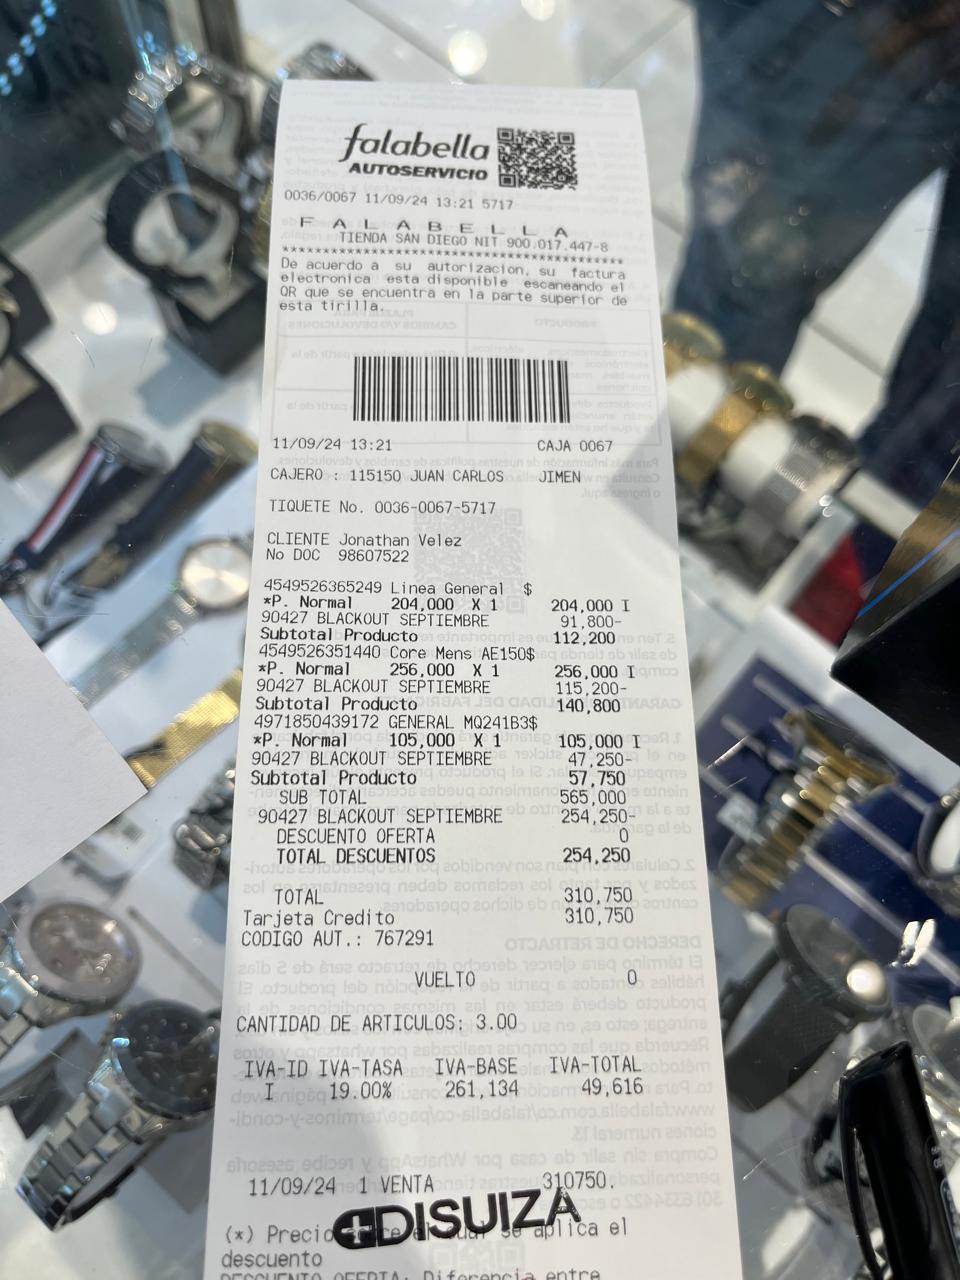 falabella
AUTOSERVICIO
0036/0067 11/09/24 13:21 5717
F A L A B E L L A
TIENDA SAN DIEGO NIT 900.017.447-8
**********************************************
De acuerdo a su autorizacion, su factura
electronica esta disponible escaneando el
QR que se encuentra en la parte superior de
esta tirilla.
11/09/24 13:21 CAJA 0067
CAJERO : 115150 JUAN CARLOS JIMEN
TIQUETE No. 0036-0067-5717
CLIENTE Jonathan Velez
No DOC 98607522
4549526365249 Linea General $
*P. Normal 204,000 X 1 204,000 I
90427 BLACKOUT SEPTIEMBRE 91,800-
Subtotal Producto 112,200
4549526351440 Core Mens AE150$
*P. Normal 256,000 X 1 256,000 I
90427 BLACKOUT SEPTIEMBRE 115,200-
Subtotal Producto 140,800
4971850439172 GENERAL MQ241B3$
*P. Normal 105,000 X 1 105,000 I
90427 BLACKOUT SEPTIEMBRE 47,250-
Subtotal Producto 57,750
SUB TOTAL 565,000
90427 BLACKOUT SEPTIEMBRE 254,250-
DESCUENTO OFERTA 0
TOTAL DESCUENTOS 254,250
TOTAL 310,750
Tarjeta Credito 310,750
CODIGO AUT.: 767291
VUELTO 0
CANTIDAD DE ARTICULOS: 3.00
IVA-ID IVA-TASA IVA-BASE IVA-TOTAL
I 19.00% 261,134 49,616
11/09/24 1 VENTA 310750.
DISUIZA
(*) Precio sobre el cual se aplica el
descuento
DESCUENTO OFERTA: Diferencia entre